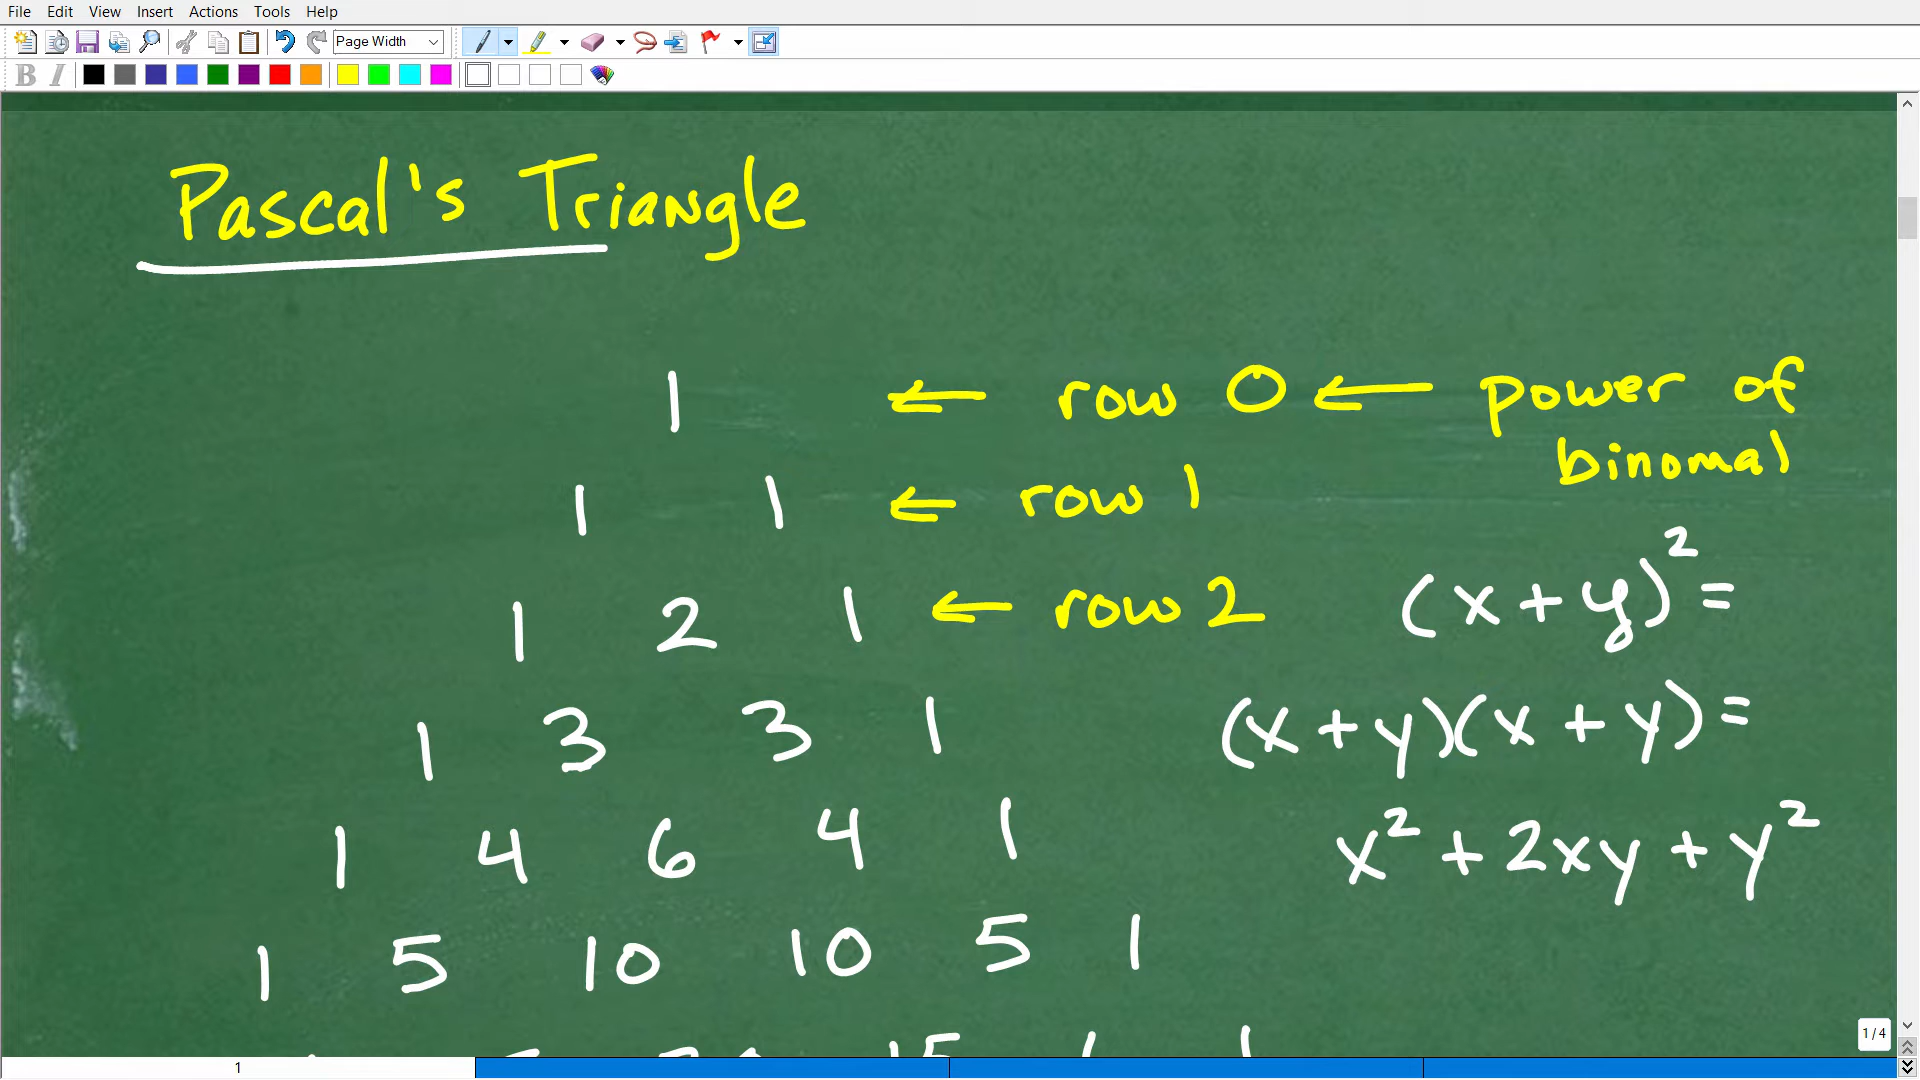 File Edit View Insert Actions Tools Help
Page Width
B I
Pascal's Triangle
1 ← row 0 ← power of
binomal
1 1 ← row 1
1 2 1 ← row 2 (x+y)²=
1 3 3 1 (x+y)(x+y)=
1 4 6 4 1 x²+2xy+y²
1 5 10 10 5 1
15 1
1/4
1